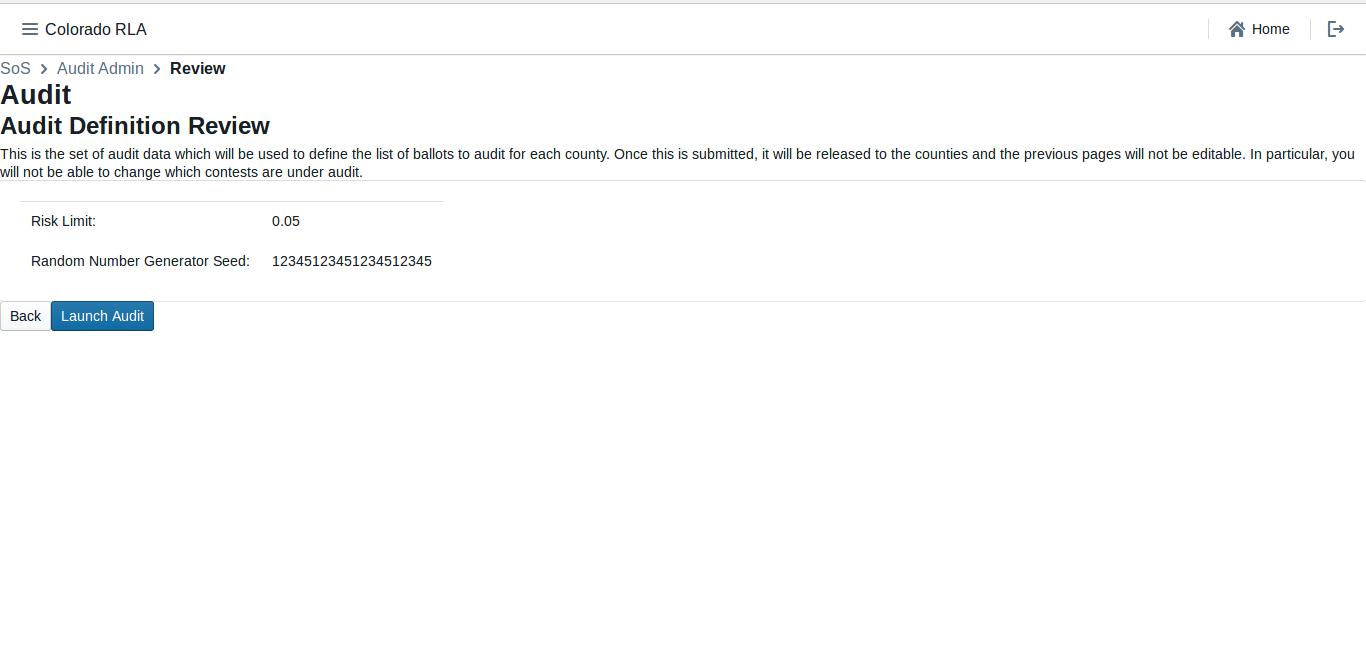 Colorado RLA
Home
SoS > Audit Admin > Review
Audit
Audit Definition Review
This is the set of audit data which will be used to define the list of ballots to audit for each county. Once this is submitted, it will be released to the counties and the previous pages will not be editable. In particular, you
will not be able to change which contests are under audit.
Risk Limit: 0.05
Random Number Generator Seed: 12345123451234512345
Back Launch Audit